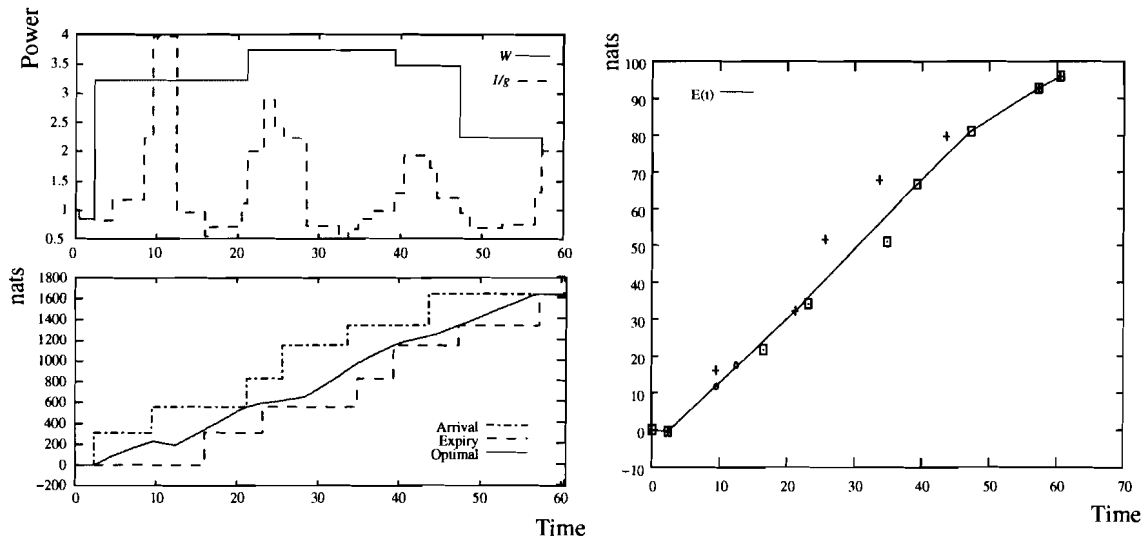 Power
4
3.5
3
2.5
2
1.5
1
0.5
W
I/g
0 10 20 30 40 50 60
nats
1800
1600
1400
1200
1000
800
600
400
200
0
-200
Arrival
Expiry
Optimal
0 10 20 30 40 50 60
Time
nats
100
90
80
70
60
50
40
30
20
10
0
-10
E(t)
0 10 20 30 40 50 60 70
Time